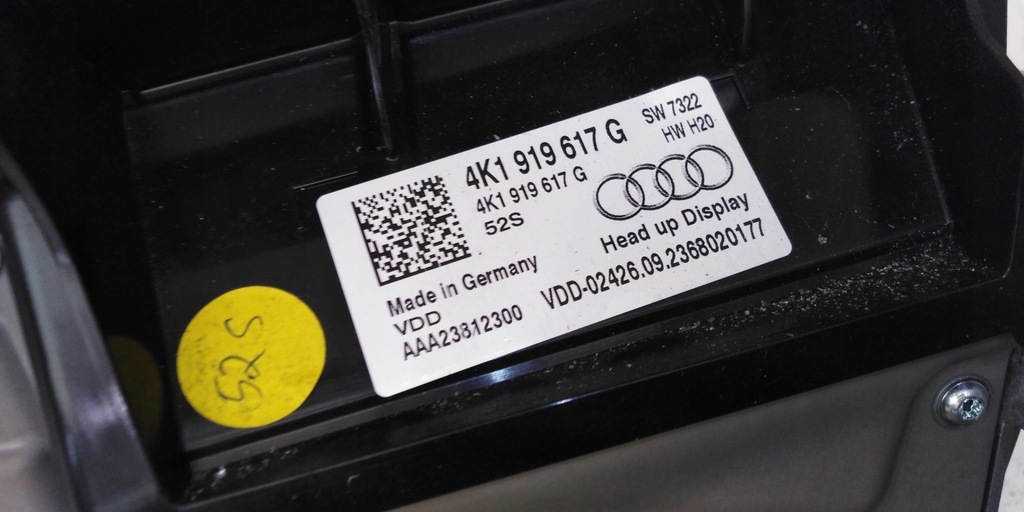 4K1 919 617 G
4K1 919 617 G
52S
SW 7322
HW H20
Head up Display
Made in Germany
VDD
AAA23812300
VDD-02426.09.2368020177
52S